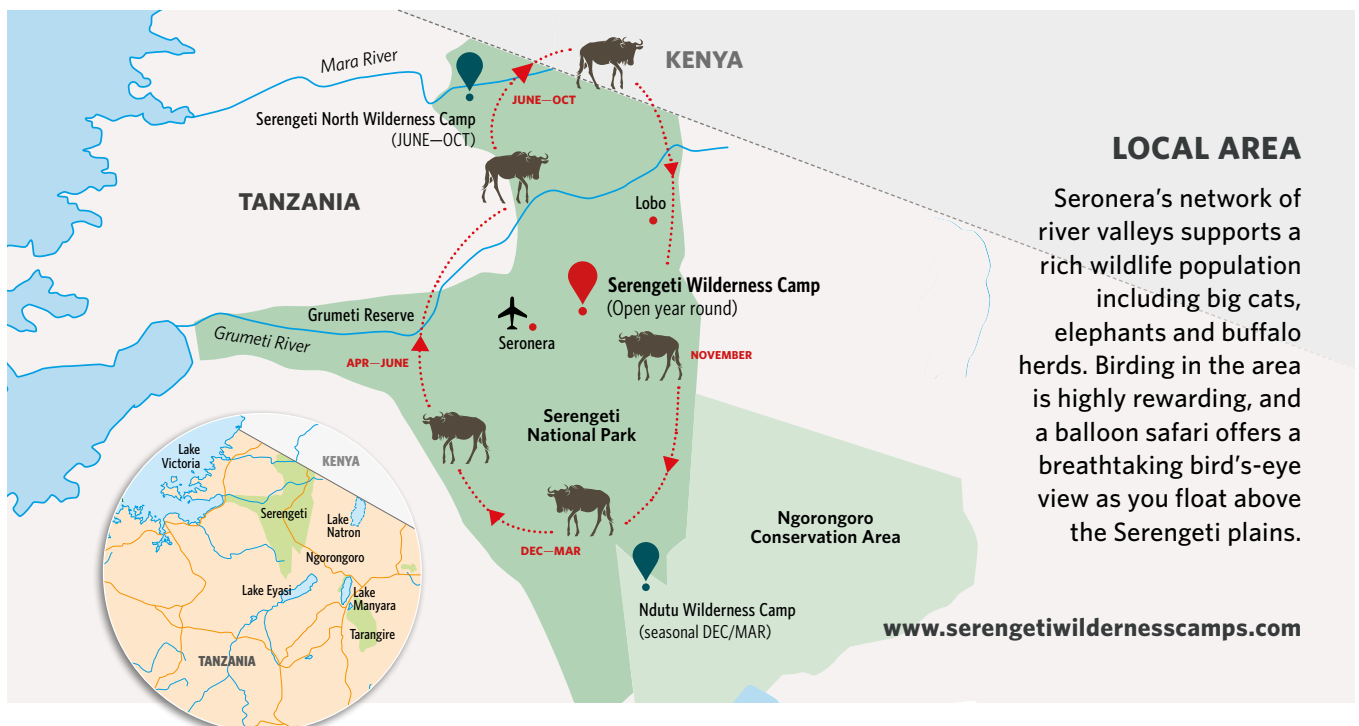 Mara River
KENYA
JUNE—OCT
Serengeti North Wilderness Camp
(JUNE—OCT)
TANZANIA
Lobo
Serengeti Wilderness Camp
(Open year round)
Grumeti Reserve
Grumeti River
Seronera
NOVEMBER
APR—JUNE
Serengeti
National Park
DEC—MAR
Ngorongoro
Conservation Area
Ndutu Wilderness Camp
(seasonal DEC/MAR)
Lake
Victoria
KENYA
Serengeti
Lake
Natron
Ngorongoro
Lake Eyasi
Lake
Manyara
Tarangire
TANZANIA
LOCAL AREA
Seronera’s network of
river valleys supports a
rich wildlife population
including big cats,
elephants and buffalo
herds. Birding in the area
is highly rewarding, and
a balloon safari offers a
breathtaking bird’s-eye
view as you float above
the Serengeti plains.
www.serengetiwildernesscamps.com